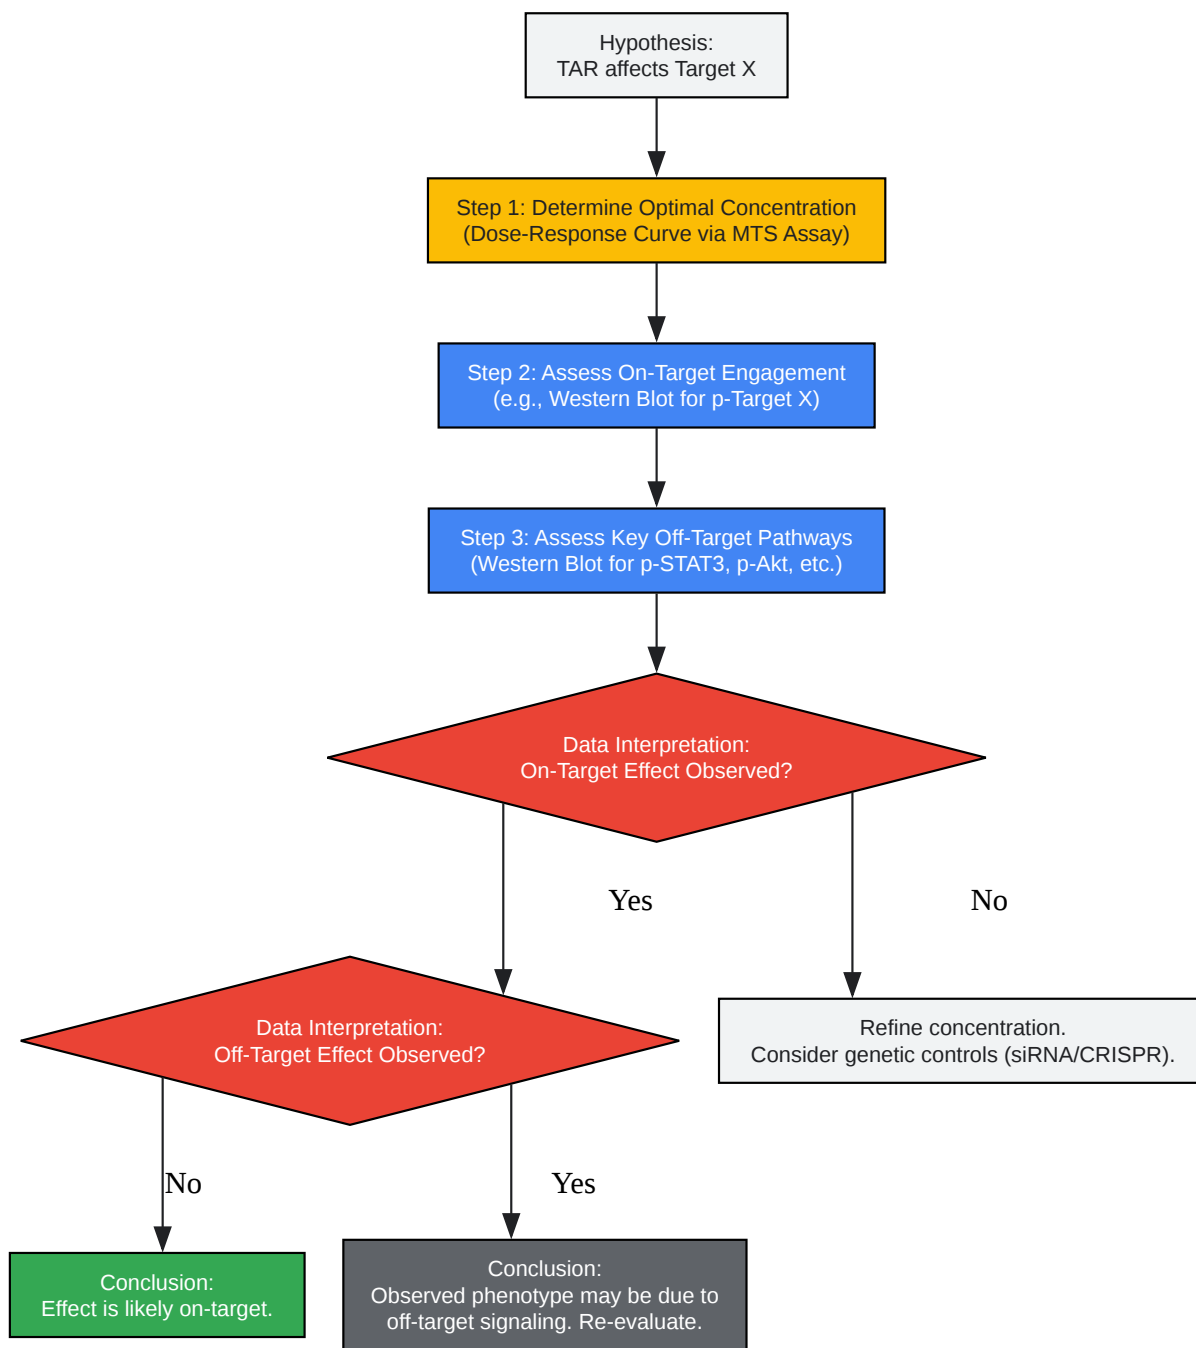 Hypothesis:
TAR affects Target X
Step 1: Determine Optimal Concentration
(Dose-Response Curve via MTS Assay)
Step 2: Assess On-Target Engagement
(e.g., Western Blot for p-Target X)
Step 3: Assess Key Off-Target Pathways
(Western Blot for p-STAT3, p-Akt, etc.)
Data Interpretation:
On-Target Effect Observed?
Yes
No
Data Interpretation:
Off-Target Effect Observed?
Refine concentration.
Consider genetic controls (siRNA/CRISPR).
No
Yes
Conclusion:
Effect is likely on-target.
Conclusion:
Observed phenotype may be due to
off-target signaling. Re-evaluate.